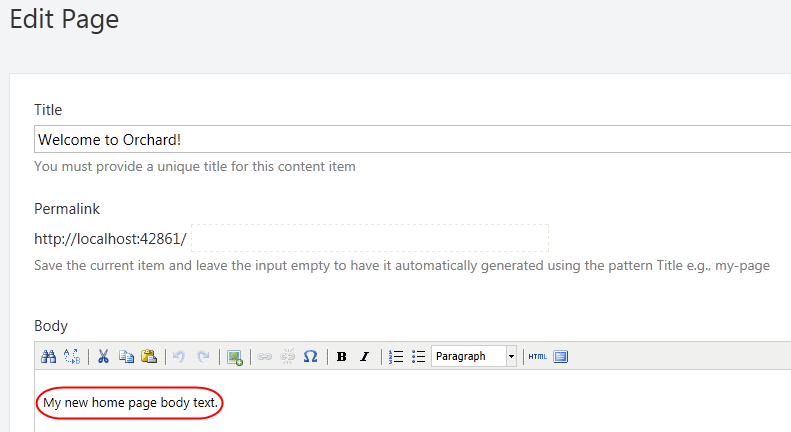 Edit Page
Title
Welcome to Orchard!
You must provide a unique title for this content item
Permalink
http://localhost:42861/
Save the current item and leave the input empty to have it automatically generated using the pattern Title e.g., my-page
Body
B I Paragraph HTML
My new home page body text.